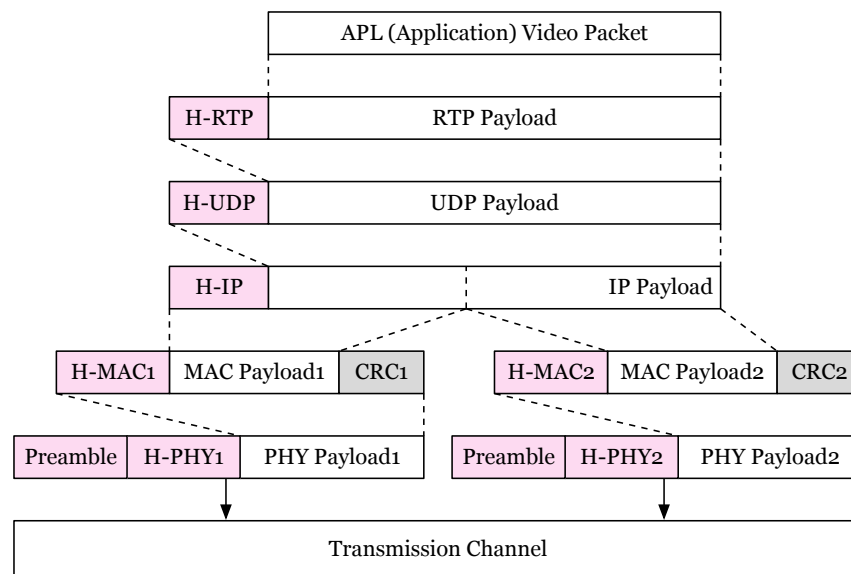 APL (Application) Video Packet
H-RTP RTP Payload
H-UDP UDP Payload
H-IP IP Payload
H-MAC1 MAC Payload1 CRC1 H-MAC2 MAC Payload2 CRC2
Preamble H-PHY1 PHY Payload1 Preamble H-PHY2 PHY Payload2
Transmission Channel